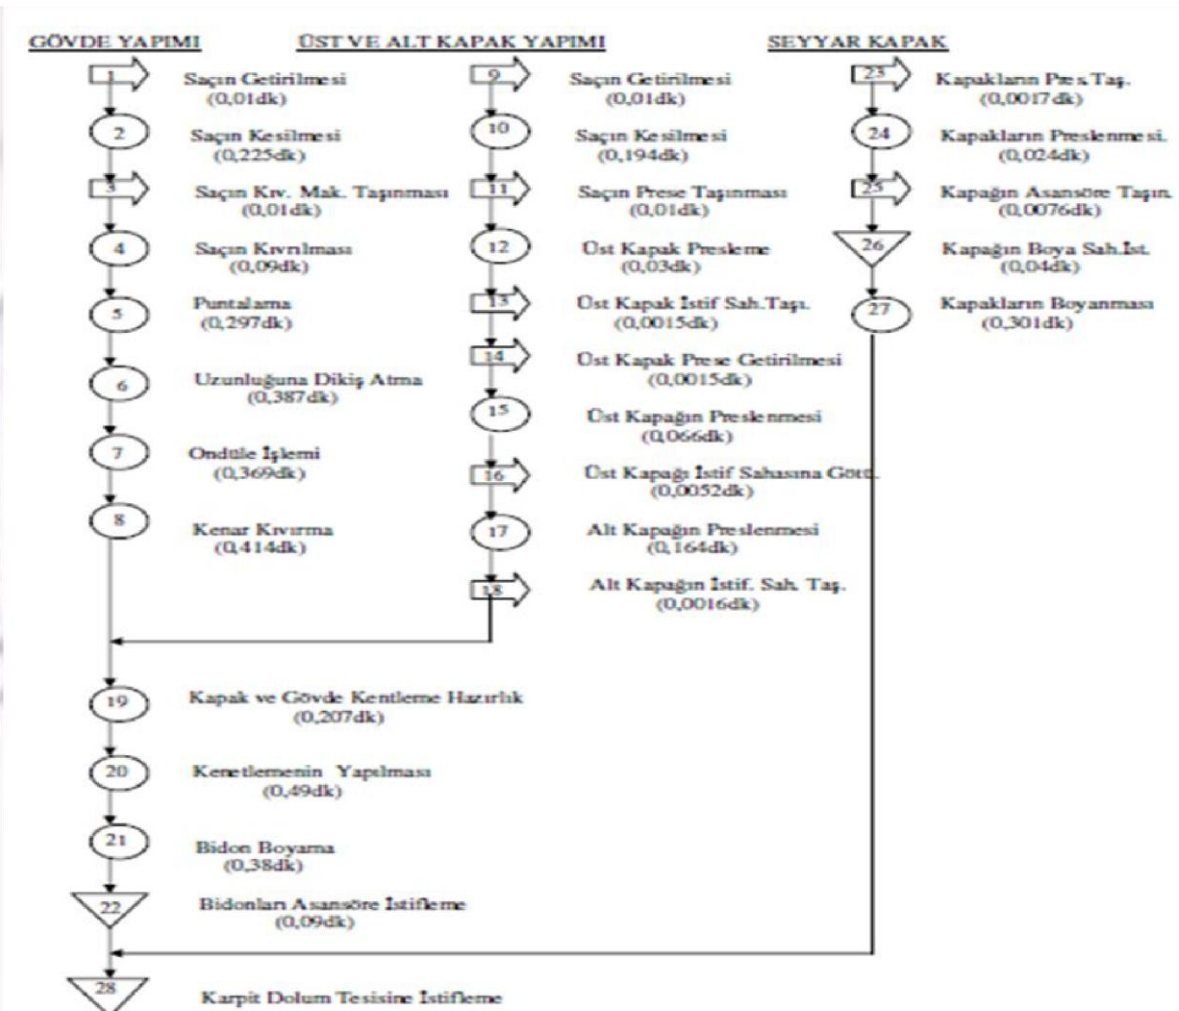 GÖVDE YAPIMI
1
Saçın Getirilmesi
(0,01dk)
2
Saçın Kesilmesi
(0,225dk)
3
Saçın Kıv. Mak. Taşınması
(0,01dk)
4
Saçın Kıvrılması
(0,09dk)
5
Puntalama
(0,297dk)
6
Uzunluğuna Dikiş Atma
(0,387dk)
7
Ondüle İşlemi
(0,369dk)
8
Kenar Kıvırma
(0,414dk)
ÜST VE ALT KAPAK YAPIMI
9
Saçın Getirilmesi
(0,01dk)
10
Saçın Kesilmesi
(0,194dk)
11
Saçın Prese Taşınması
(0,01dk)
12
Üst Kapak Presleme
(0,03dk)
13
Üst Kapak İstif Sah.Taşı.
(0,0015dk)
14
Üst Kapak Prese Getirilmesi
(0,0015dk)
15
Üst Kapağın Preslenmesi
(0,066dk)
16
Üst Kapağı İstif Sahasına Götü.
(0,0052dk)
17
Alt Kapağın Preslenmesi
(0,164dk)
18
Alt Kapağın İstif. Sah. Taş.
(0,0016dk)
SEYYAR KAPAK
23
Kapakların Pres.Taş.
(0,0017dk)
24
Kapakların Preslenmesi.
(0,024dk)
25
Kapağın Asansöre Taşın.
(0,0076dk)
26
Kapağın Boya Sah.İst.
(0,04dk)
27
Kapakların Boyanması
(0,301dk)
19
Kapak ve Gövde Kentleme Hazırlık
(0,207dk)
20
Kenetlemenin Yapılması
(0,49dk)
21
Bidon Boyama
(0,38dk)
22
Bidonları Asansöre İstifleme
(0,09dk)
28
Karpit Dolum Tesisine İstifleme